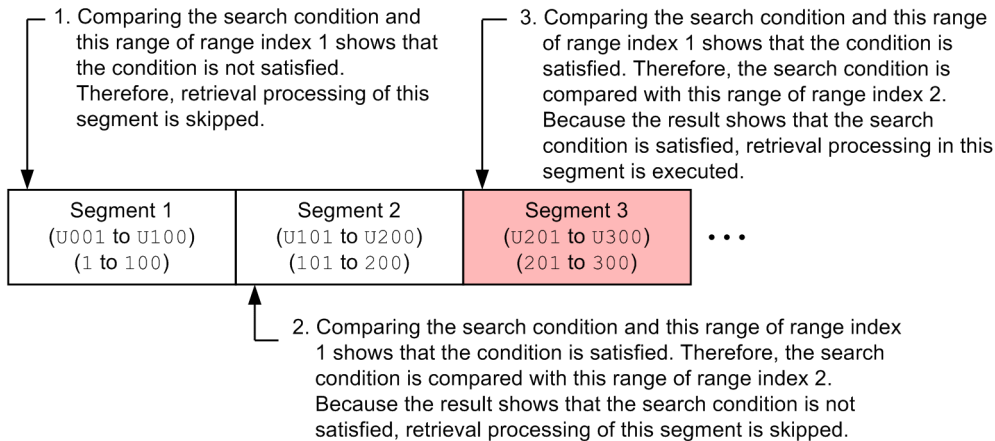 1. Comparing the search condition and
this range of range index 1 shows that
the condition is not satisfied.
Therefore, retrieval processing of this
segment is skipped.
3. Comparing the search condition and this range
of range index 1 shows that the condition is
satisfied. Therefore, the search condition is
compared with this range of range index 2.
Because the result shows that the search
condition is satisfied, retrieval processing in this
segment is executed.
Segment 1
(U001 to U100)
(1 to 100)
Segment 2
(U101 to U200)
(101 to 200)
Segment 3
(U201 to U300)
(201 to 300)
• • •
2. Comparing the search condition and this range of range index
1 shows that the condition is satisfied. Therefore, the search
condition is compared with this range of range index 2.
Because the result shows that the search condition is not
satisfied, retrieval processing of this segment is skipped.